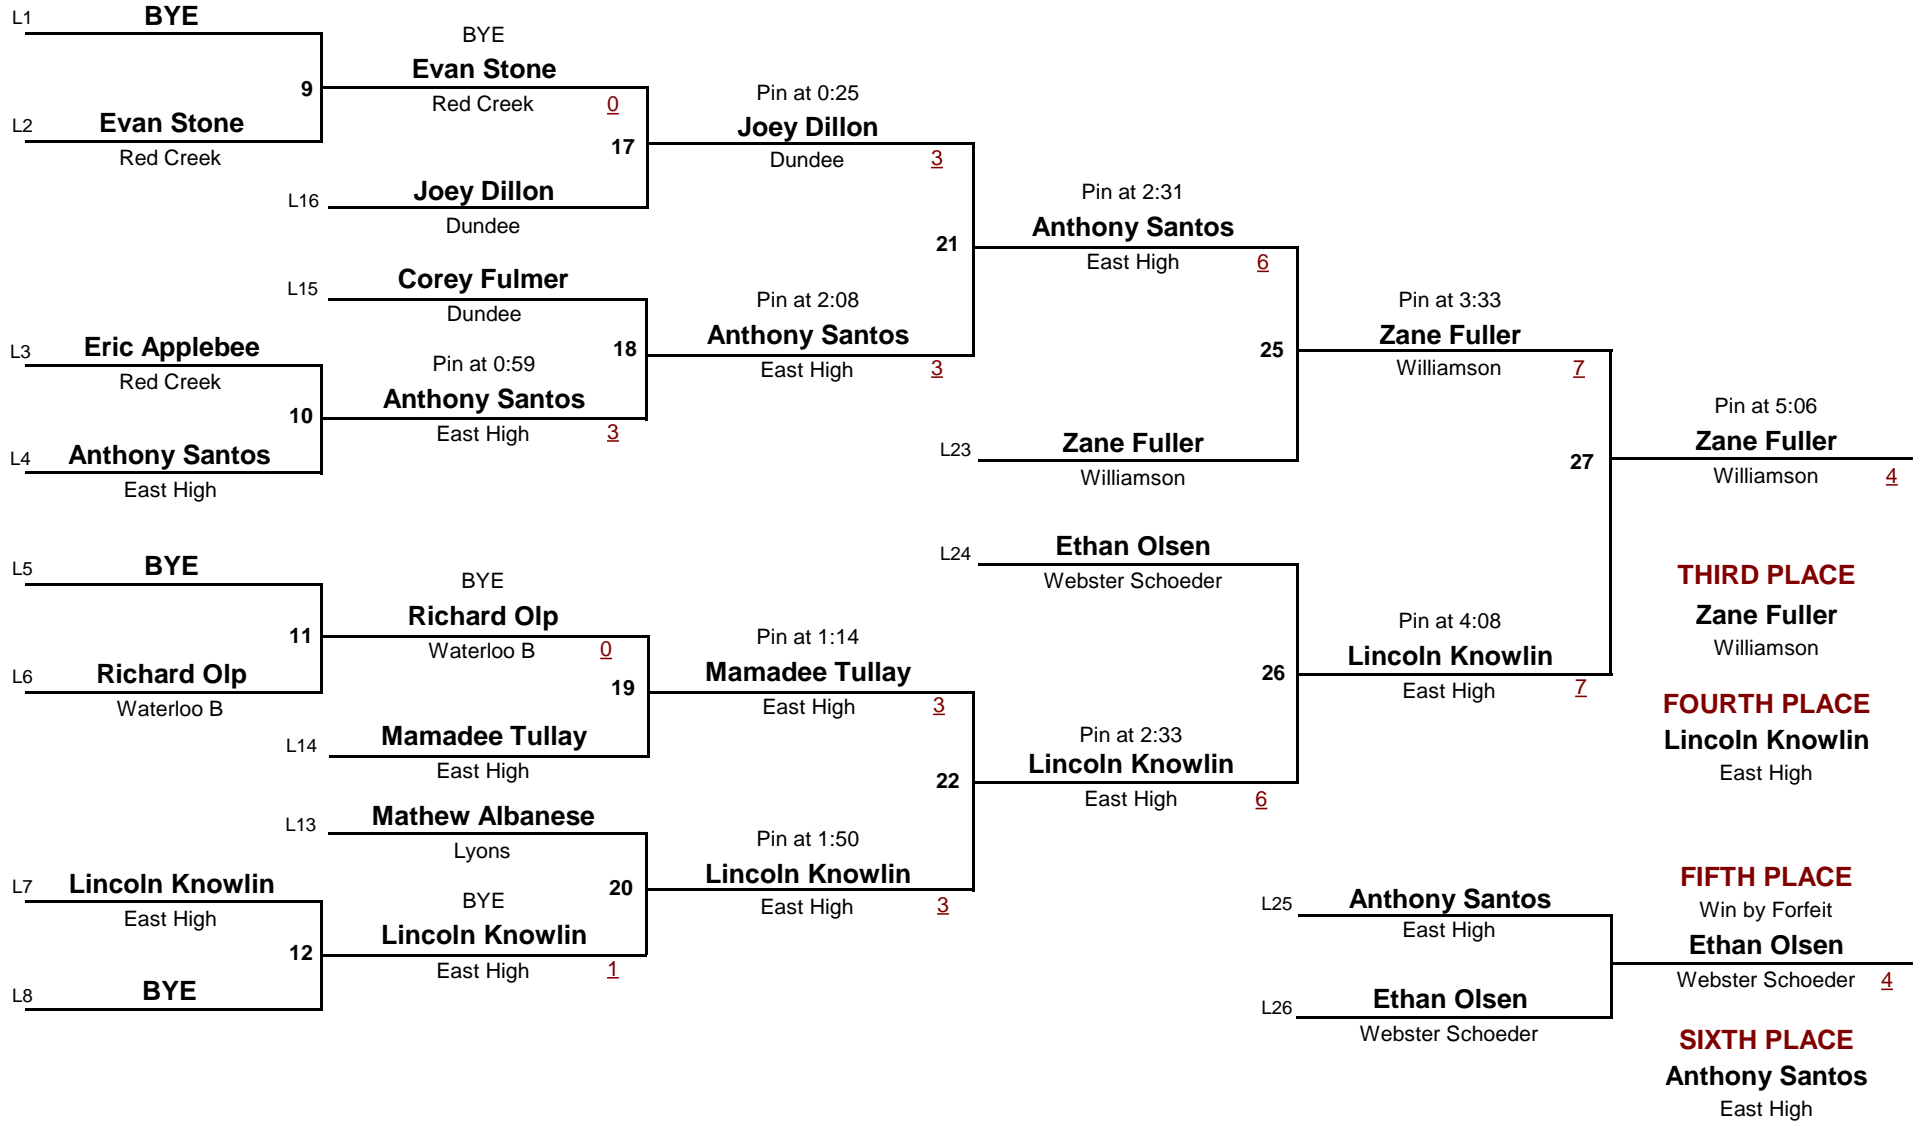 L1 BYE
9
L2 Evan Stone
Red Creek
BYE
Evan Stone
Red Creek 0
17
L16 Joey Dillon
Dundee
Pin at 0:25
Joey Dillon
Dundee 3
L15 Corey Fulmer
Dundee
18
L3 Eric Applebee
Red Creek
10
L4 Anthony Santos
East High
Pin at 0:59
Anthony Santos
East High 3
Pin at 2:08
Anthony Santos
East High 3
21
Pin at 2:31
Anthony Santos
East High 6
25
L23 Zane Fuller
Williamson
Pin at 3:33
Zane Fuller
Williamson 7
27
Pin at 5:06
Zane Fuller
Williamson 4
L5 BYE
11
L6 Richard Olp
Waterloo B
BYE
Richard Olp
Waterloo B 0
19
L14 Mamadee Tullay
East High
Pin at 1:14
Mamadee Tullay
East High 3
22
L13 Mathew Albanese
Lyons
20
L7 Lincoln Knowlin
East High
12
L8 BYE
BYE
Lincoln Knowlin
East High 1
Pin at 1:50
Lincoln Knowlin
East High 3
L24 Ethan Olsen
Webster Schoeder
26
Pin at 2:33
Lincoln Knowlin
East High 6
Pin at 4:08
Lincoln Knowlin
East High 7
THIRD PLACE
Zane Fuller
Williamson
FOURTH PLACE
Lincoln Knowlin
East High
L25 Anthony Santos
East High
L26 Ethan Olsen
Webster Schoeder
FIFTH PLACE
Win by Forfeit
Ethan Olsen
Webster Schoeder 4
SIXTH PLACE
Anthony Santos
East High